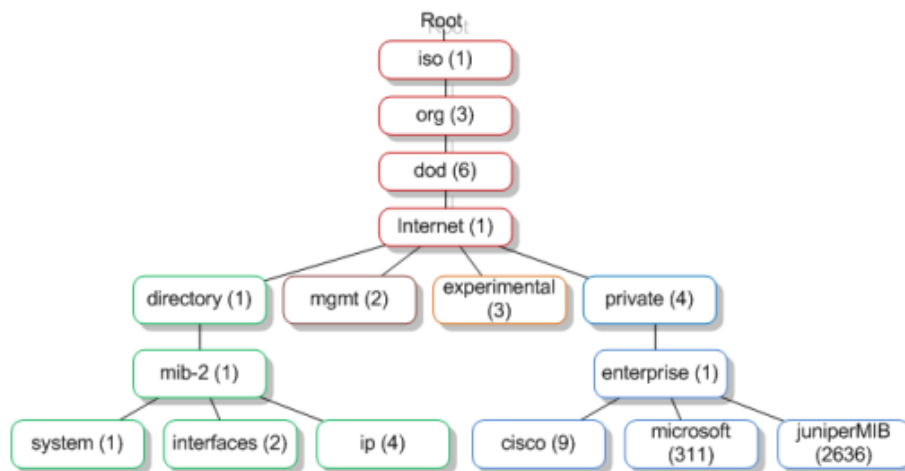 Root
Root
iso (1)
org (3)
dod (6)
Internet (1)
directory (1)
mgmt (2)
experimental
(3)
private (4)
mib-2 (1)
enterprise (1)
system (1)
interfaces (2)
ip (4)
cisco (9)
microsoft
(311)
juniperMIB
(2636)